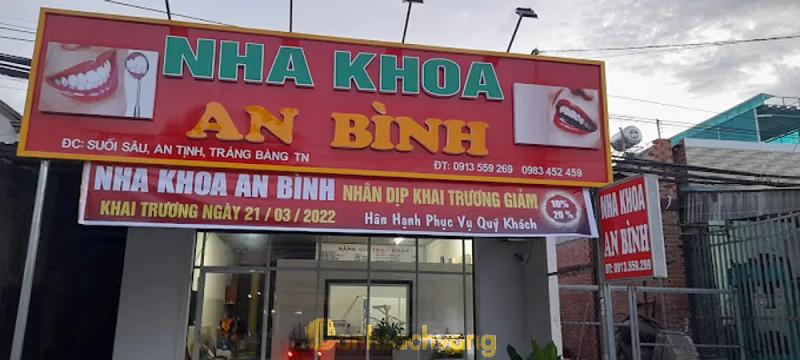 NHA KHOA
AN BÌNH
ĐC: SUỐI SÂU, AN TỊNH, TRẢNG BÀNG TN
ĐT: 0913 559 269 0983 452 459
NHA KHOA AN BÌNH NHÂN DỊP KHAI TRƯƠNG GIẢM 10% 20%
KHAI TRƯƠNG NGÀY 21 / 03 / 2022 Hân Hạnh Phục Vụ Quý Khách
NHA KHOA
AN BÌNH
ĐT: 0913.559.269